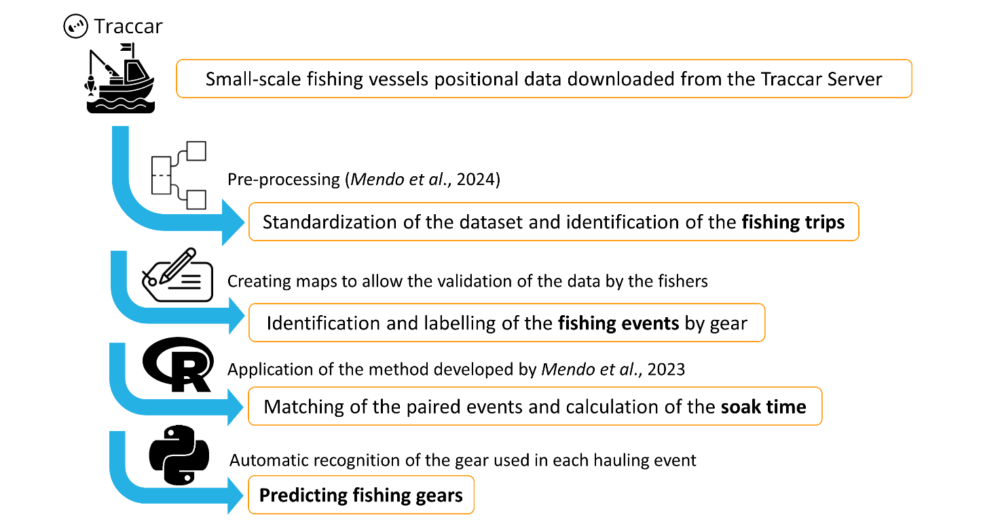 Traccar
Small-scale fishing vessels positional data downloaded from the Traccar Server
Pre-processing (Mendo et al., 2024)
Standardization of the dataset and identification of the fishing trips
Creating maps to allow the validation of the data by the fishers
Identification and labelling of the fishing events by gear
R
Application of the method developed by Mendo et al., 2023
Matching of the paired events and calculation of the soak time
Automatic recognition of the gear used in each hauling event
Predicting fishing gears